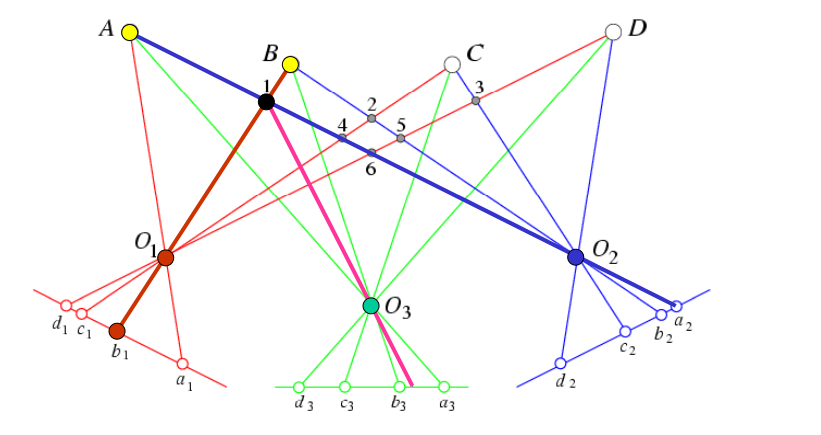 A B C D
1 2 3
4 5
6
O1 O2
O3
d1 c1 b1 a1
d3 c3 b3 a3
d2 c2 b2 a2